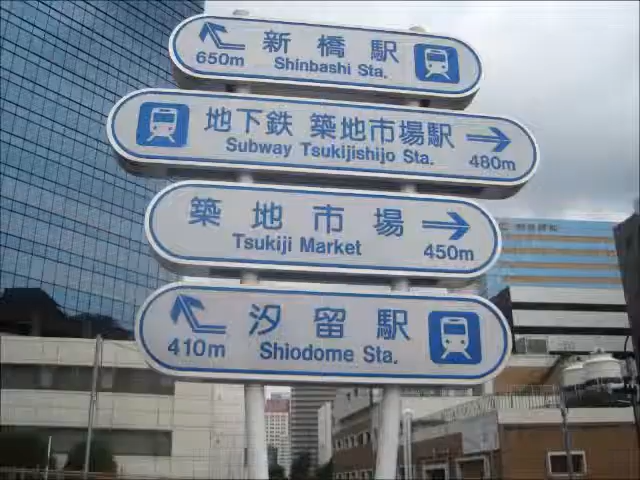 新橋駅
650m Shinbashi Sta.
地下鉄 築地市場駅
Subway Tsukijishijo Sta. 480m
築地市場
Tsukiji Market 450m
汐留駅
410m Shiodome Sta.